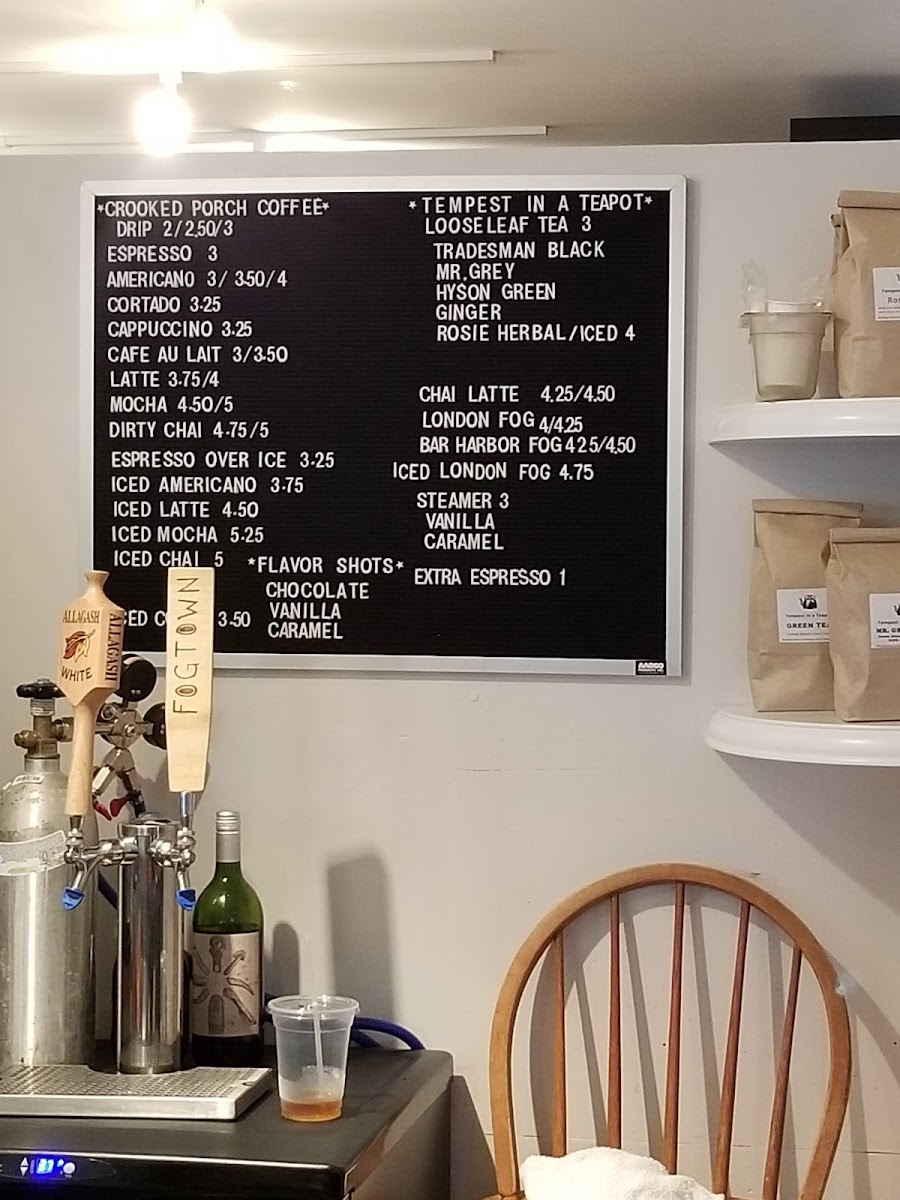 *CROOKED PORCH COFFEE*
DRIP 2/2.50/3
ESPRESSO 3
AMERICANO 3/ 3.50/4
CORTADO 3.25
CAPPUCCINO 3.25
CAFE AU LAIT 3/3.50
LATTE 3.75/4
MOCHA 4.50/5
DIRTY CHAI 4.75/5
ESPRESSO OVER ICE 3.25
ICED AMERICANO 3.75
ICED LATTE 4.50
ICED MOCHA 5.25
ICED CHAI 5
3.50
*FLAVOR SHOTS*
CHOCOLATE
VANILLA
CARAMEL
*TEMPEST IN A TEAPOT*
LOOSELEAF TEA 3
TRADESMAN BLACK
MR.GREY
HYSON GREEN
GINGER
ROSIE HERBAL/ICED 4
CHAI LATTE 4.25/4.50
LONDON FOG 4/4.25
BAR HARBOR FOG 4 25/4.50
ICED LONDON FOG 4.75
STEAMER 3
VANILLA
CARAMEL
EXTRA ESPRESSO 1
AARCO
ALLAGASH
WHITE
ALLAGASH
FOGTOWN
Tempest in a Tea
GREEN TEA
MR. G